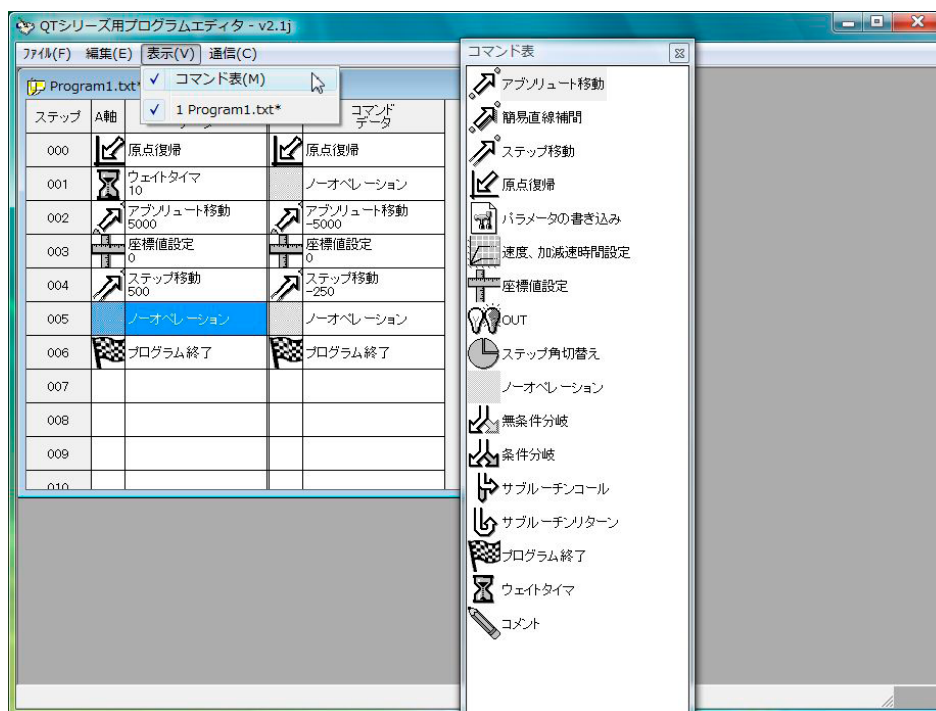 QTシリーズ用プログラムエディタ - v2.1j
ファイル(F) 編集(E) 表示(V) 通信(C)
✓ コマンド表(M)
✓ 1 Program1.txt*
Program1.txt*
ステップ A軸 コマンド
データ
000 原点復帰 原点復帰
001 ウェイトタイマ ノーオペレーション
10
002 アブソリュート移動 アブソリュート移動
5000 -5000
003 座標値設定 座標値設定
0 0
004 ステップ移動 ステップ移動
500 -250
005 ノーオペレーション ノーオペレーション
006 プログラム終了 プログラム終了
007
008
009
010
コマンド表
アブソリュート移動
簡易直線補間
ステップ移動
原点復帰
パラメータの書き込み
速度、加減速時間設定
座標値設定
OUT
ステップ角切替え
ノーオペレーション
無条件分岐
条件分岐
サブルーチンコール
サブルーチンリターン
プログラム終了
ウェイトタイマ
コメント